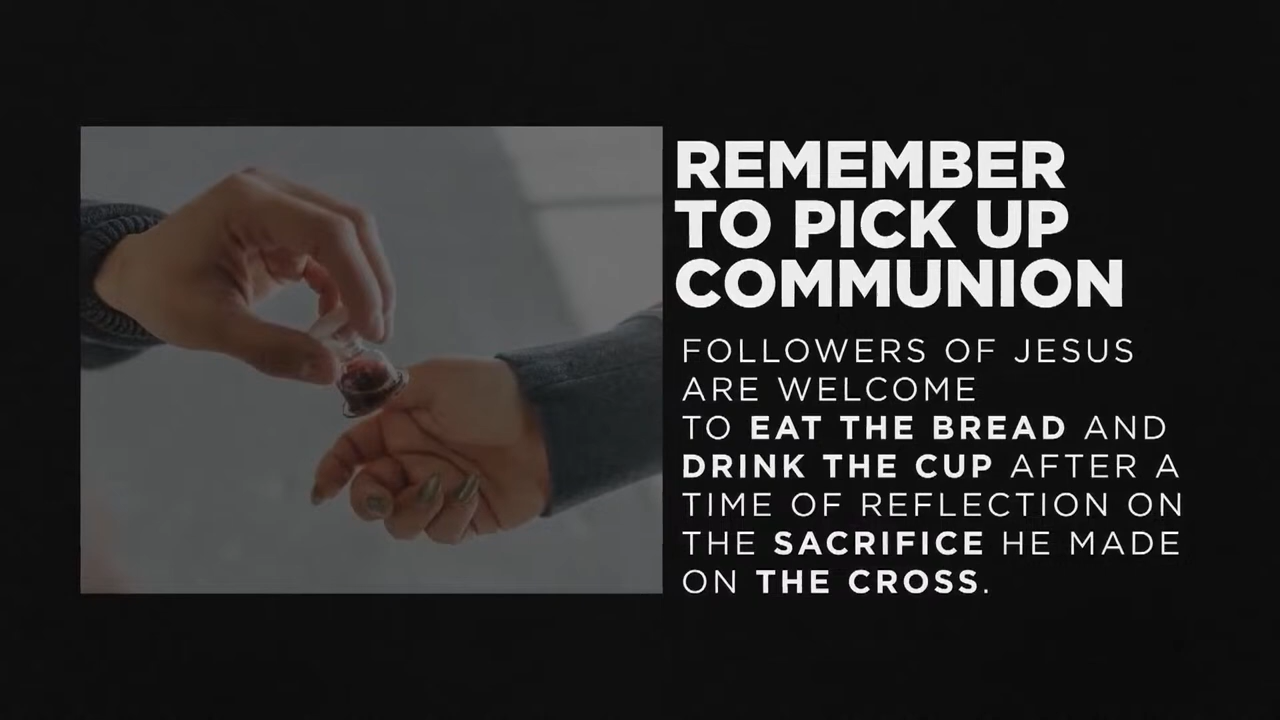 REMEMBER
TO PICK UP
COMMUNION
FOLLOWERS OF JESUS
ARE WELCOME
TO EAT THE BREAD AND
DRINK THE CUP AFTER A
TIME OF REFLECTION ON
THE SACRIFICE HE MADE
ON THE CROSS.